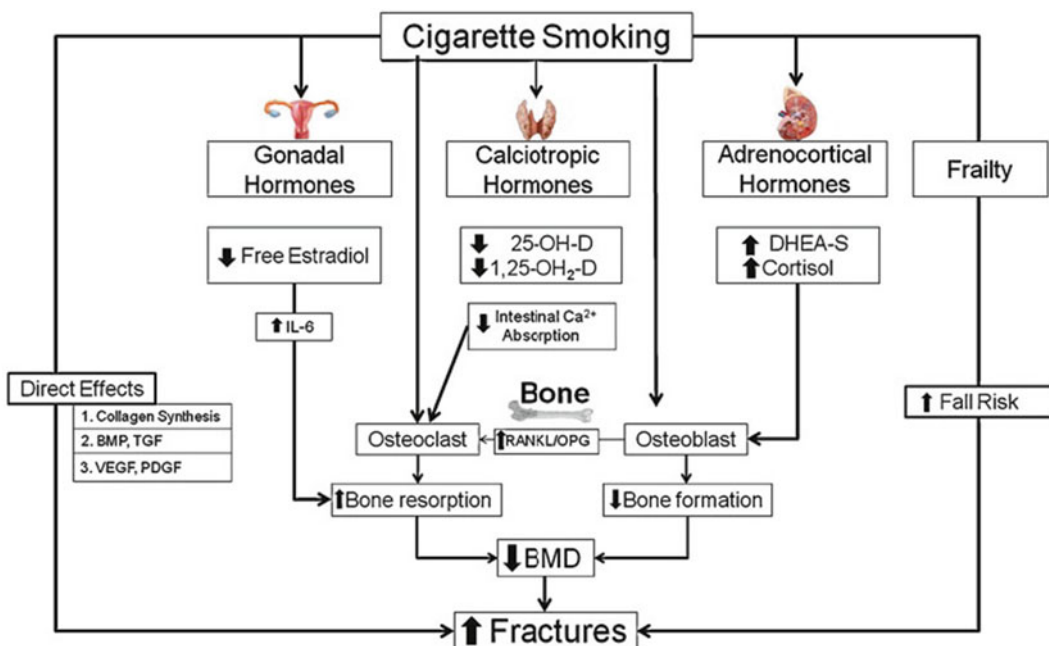 Cigarette Smoking
Gonadal
Hormones
Calciotropic
Hormones
Adrenocortical
Hormones
Frailty
⬇ Free Estradiol
⬇ 25-OH-D
⬇ 1,25-OH₂-D
⬆ DHEA-S
⬆ Cortisol
⬆ IL-6
⬇ Intestinal Ca²⁺
Absorption
Direct Effects
1. Collagen Synthesis
2. BMP, TGF
3. VEGF, PDGF
Bone
⬆ Fall Risk
Osteoclast
⬆RANKL/OPG
Osteoblast
⬆Bone resorption
⬇Bone formation
⬇BMD
⬆ Fractures